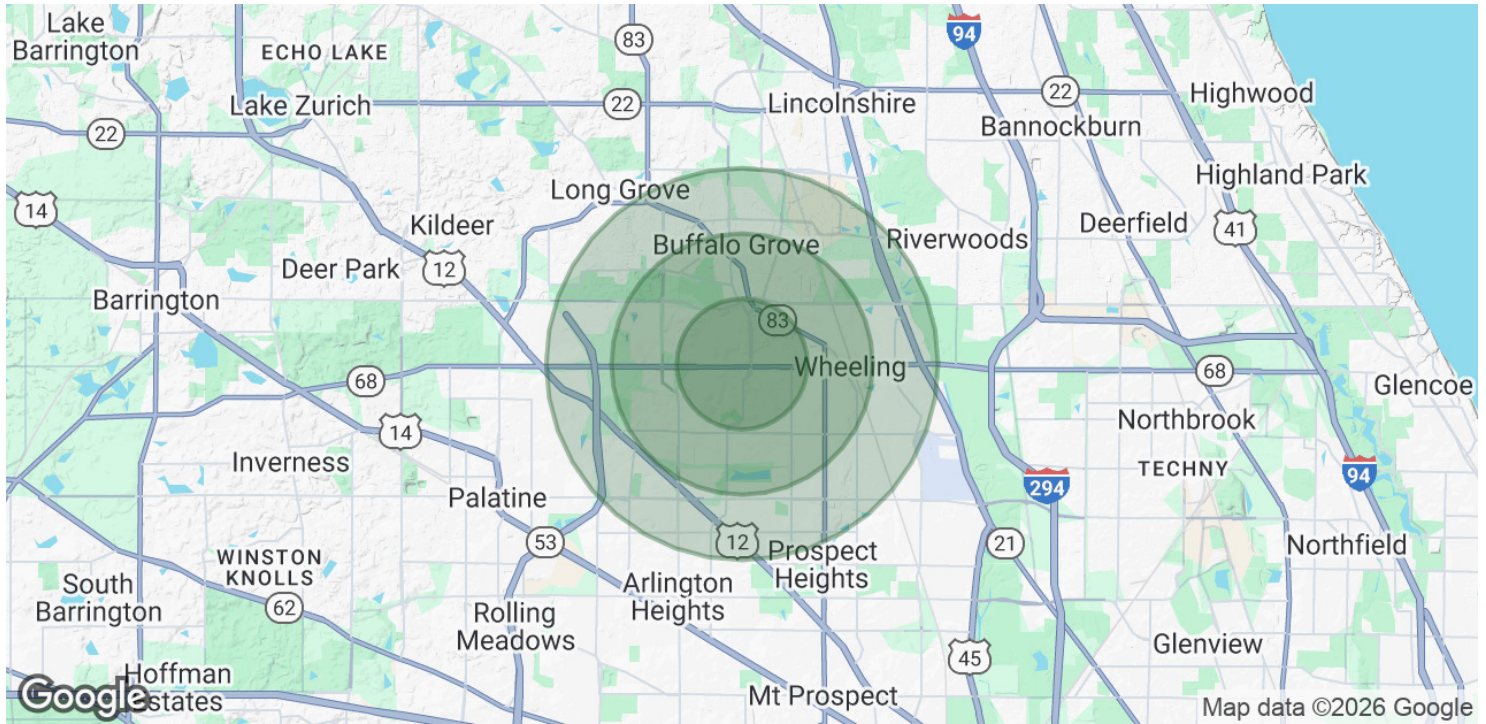 Lake
Barrington
ECHO LAKE
83
94
Lake Zurich
22
Lincolnshire
22
Highwood
22
Bannockburn
14
Long Grove
Highland Park
Kildeer
Buffalo Grove
Riverwoods
Deerfield
41
12
Deer Park
Barrington
83
68
Wheeling
68
Glencoe
14
Northbrook
Inverness
TECHNY
94
Palatine
294
53
12
21
Northfield
WINSTON
KNOLLS
Prospect
Heights
South
Barrington
62
Arlington
Heights
Rolling
Meadows
45
Glenview
Hoffman
Estates
Mt Prospect
Google
Map data ©2026 Google